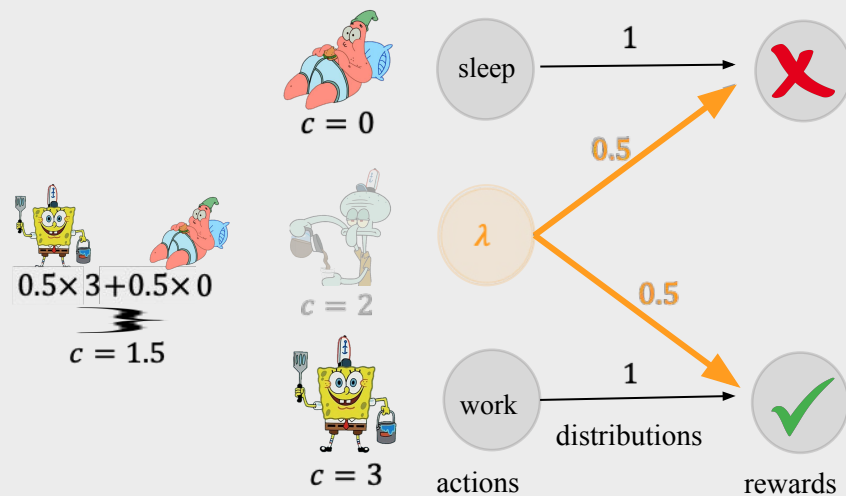 sleep
1
c = 0
0.5
λ
0.5×3+0.5×0
c = 2
0.5
c = 1.5
1
work
distributions
c = 3
actions
rewards